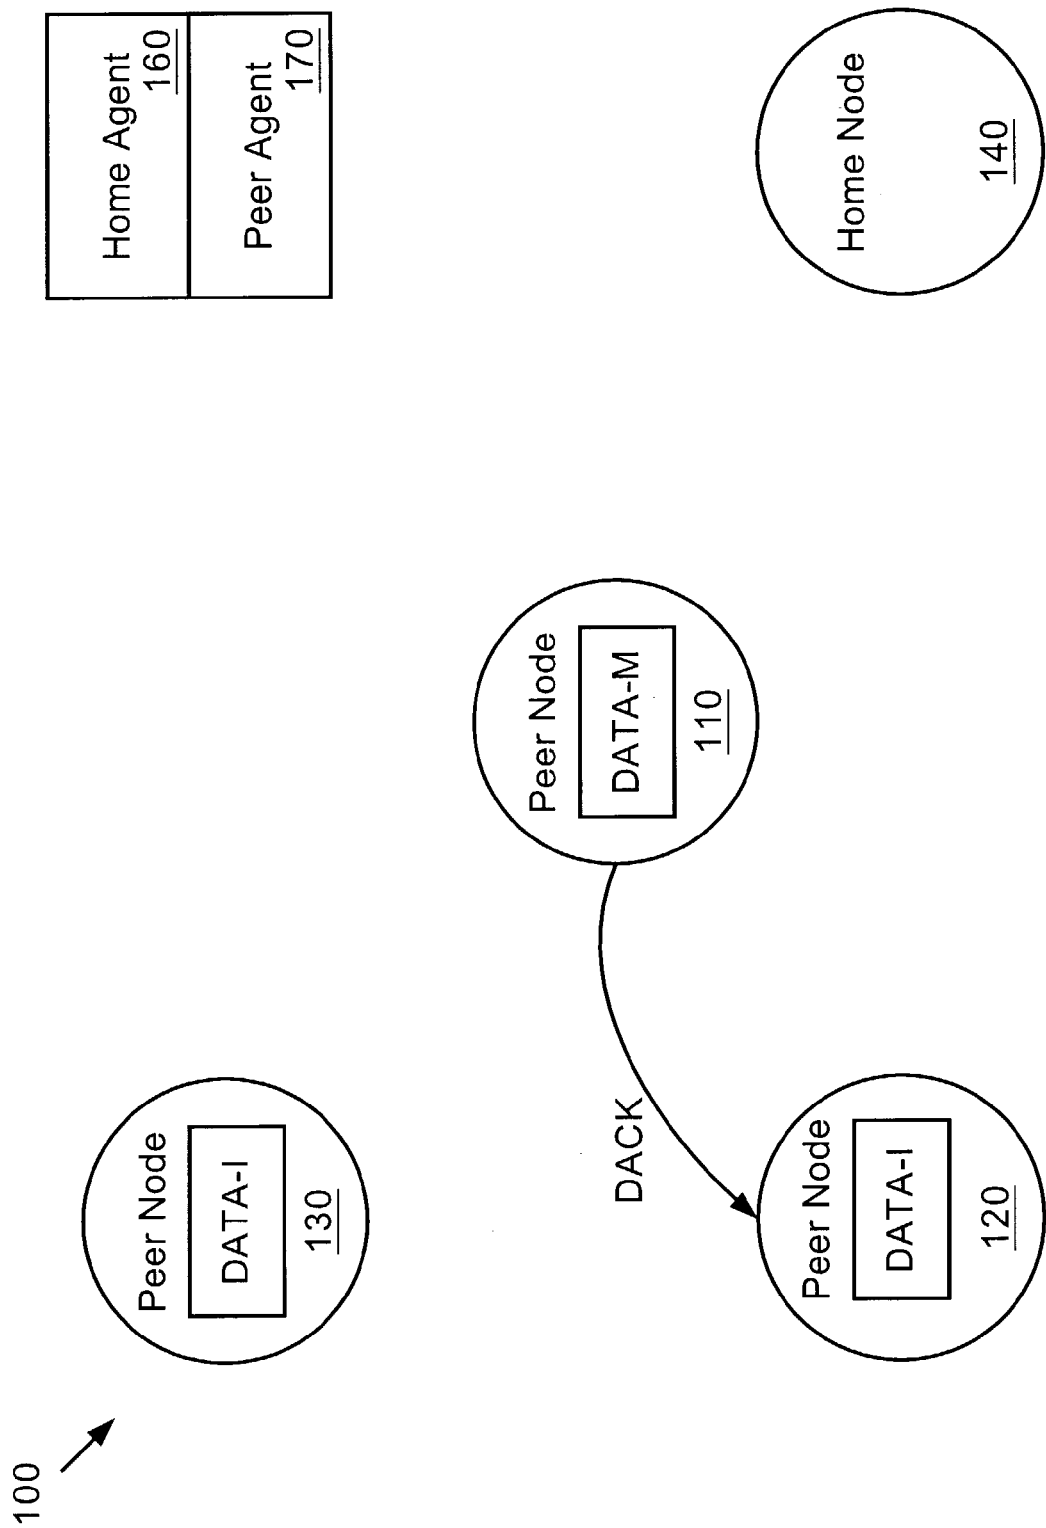 100
Peer Node
DATA-I
130
Home Agent
160
Peer Agent
170
Peer Node
DATA-M
110
DACK
Peer Node
DATA-I
120
Home Node
140